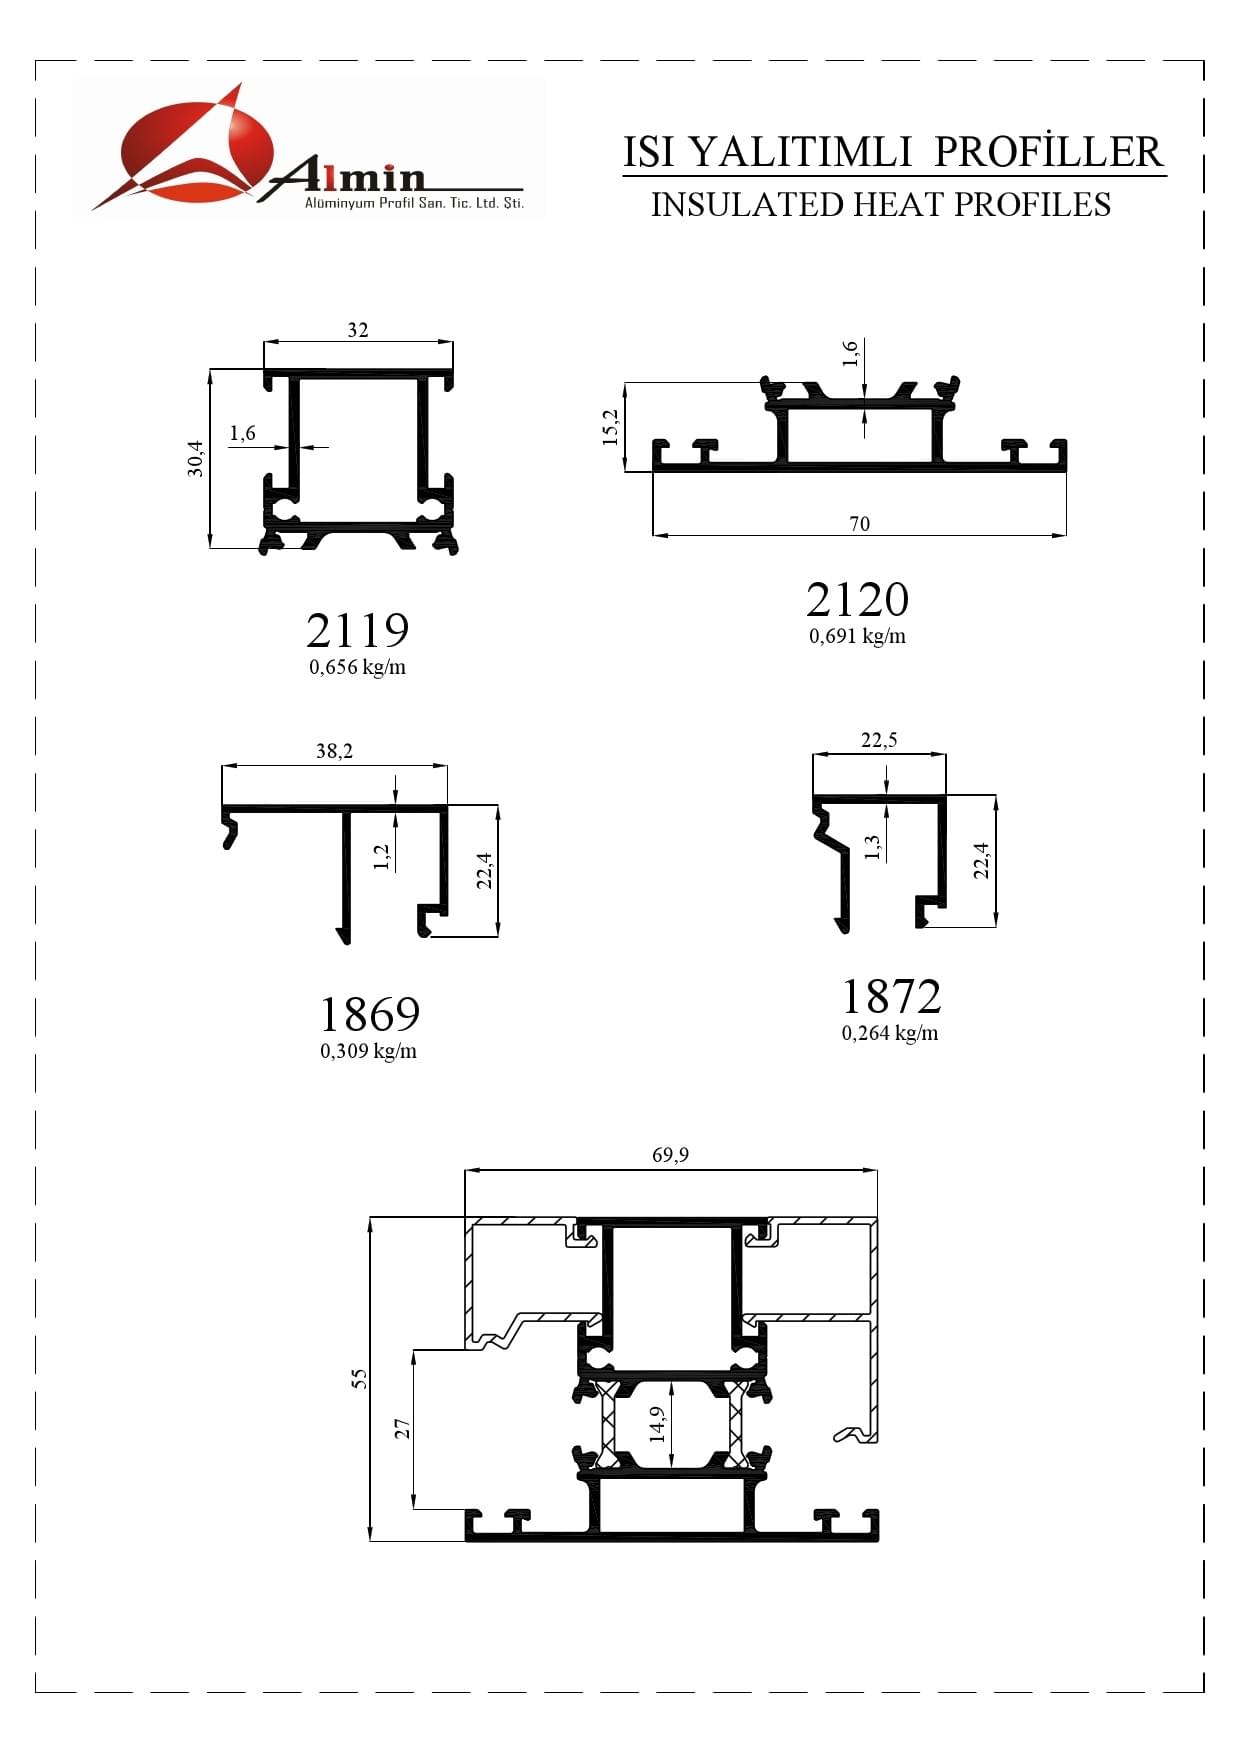 Almin
Alüminyum Profil San. Tic. Ltd. Şti.
ISI YALITIMLI PROFİLLER
INSULATED HEAT PROFILES
32
30,4
1,6
2119
0,656 kg/m
1,6
15,2
70
2120
0,691 kg/m
38,2
1,2
22,4
1869
0,309 kg/m
22,5
1,3
22,4
1872
0,264 kg/m
69,9
55
27
14,9